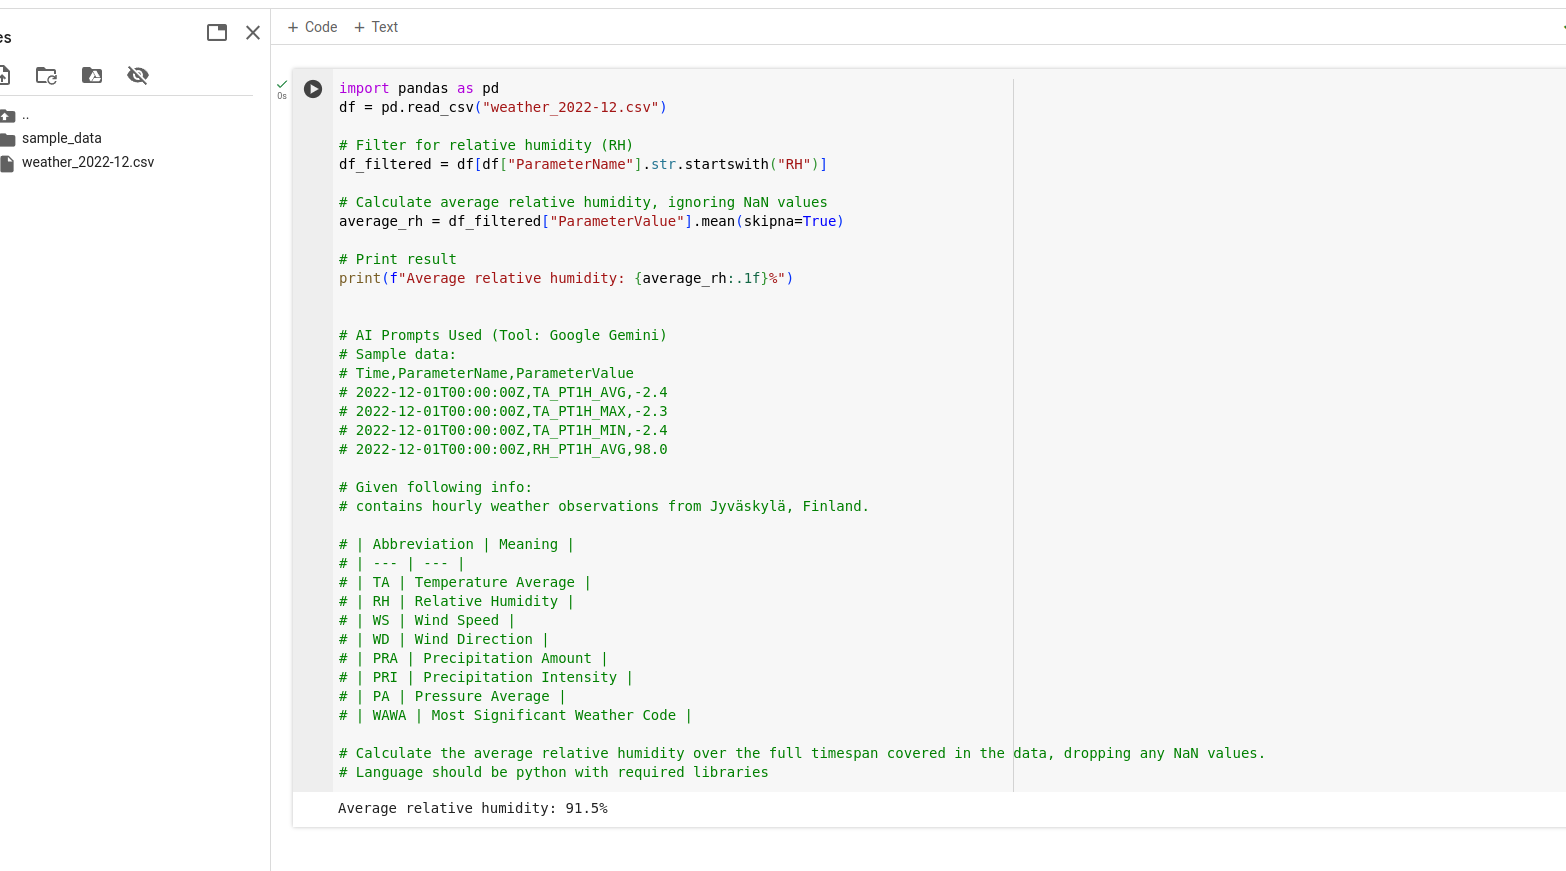 es
+ Code + Text
..
sample_data
weather_2022-12.csv
0s
import pandas as pd
df = pd.read_csv("weather_2022-12.csv")
# Filter for relative humidity (RH)
df_filtered = df[df["ParameterName"].str.startswith("RH")]
# Calculate average relative humidity, ignoring NaN values
average_rh = df_filtered["ParameterValue"].mean(skipna=True)
# Print result
print(f"Average relative humidity: {average_rh:.1f}%")
# AI Prompts Used (Tool: Google Gemini)
# Sample data:
# Time,ParameterName,ParameterValue
# 2022-12-01T00:00:00Z,TA_PT1H_AVG,-2.4
# 2022-12-01T00:00:00Z,TA_PT1H_MAX,-2.3
# 2022-12-01T00:00:00Z,TA_PT1H_MIN,-2.4
# 2022-12-01T00:00:00Z,RH_PT1H_AVG,98.0
# Given following info:
# contains hourly weather observations from Jyväskylä, Finland.
# | Abbreviation | Meaning |
# | --- | --- |
# | TA | Temperature Average |
# | RH | Relative Humidity |
# | WS | Wind Speed |
# | WD | Wind Direction |
# | PRA | Precipitation Amount |
# | PRI | Precipitation Intensity |
# | PA | Pressure Average |
# | WAWA | Most Significant Weather Code |
# Calculate the average relative humidity over the full timespan covered in the data, dropping any NaN values.
# Language should be python with required libraries
Average relative humidity: 91.5%